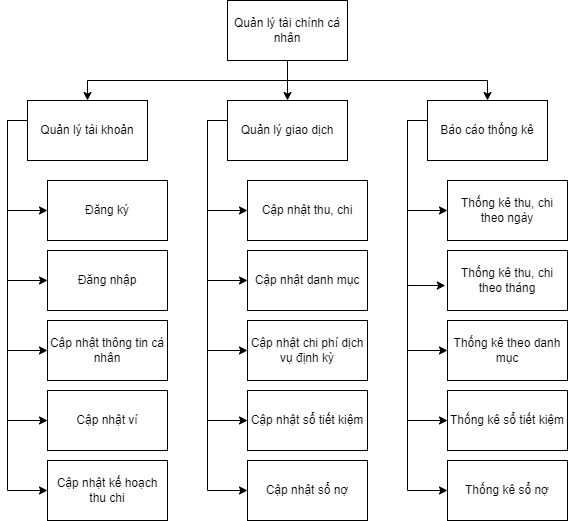 Quản lý tài chính cá
nhân
Quản lý tài khoản
Quản lý giao dịch
Báo cáo thống kê
Đăng ký
Đăng nhập
Cập nhật thông tin cá
nhân
Cập nhật ví
Cập nhật kế hoạch
thu chi
Cập nhật thu, chi
Cập nhật danh mục
Cập nhật chi phí dịch
vụ định kỳ
Cập nhật sổ tiết kiệm
Cập nhật sổ nợ
Thống kê thu, chi
theo ngày
Thống kê thu, chi
theo tháng
Thống kê theo danh
mục
Thống kê sổ tiết kiệm
Thống kê sổ nợ